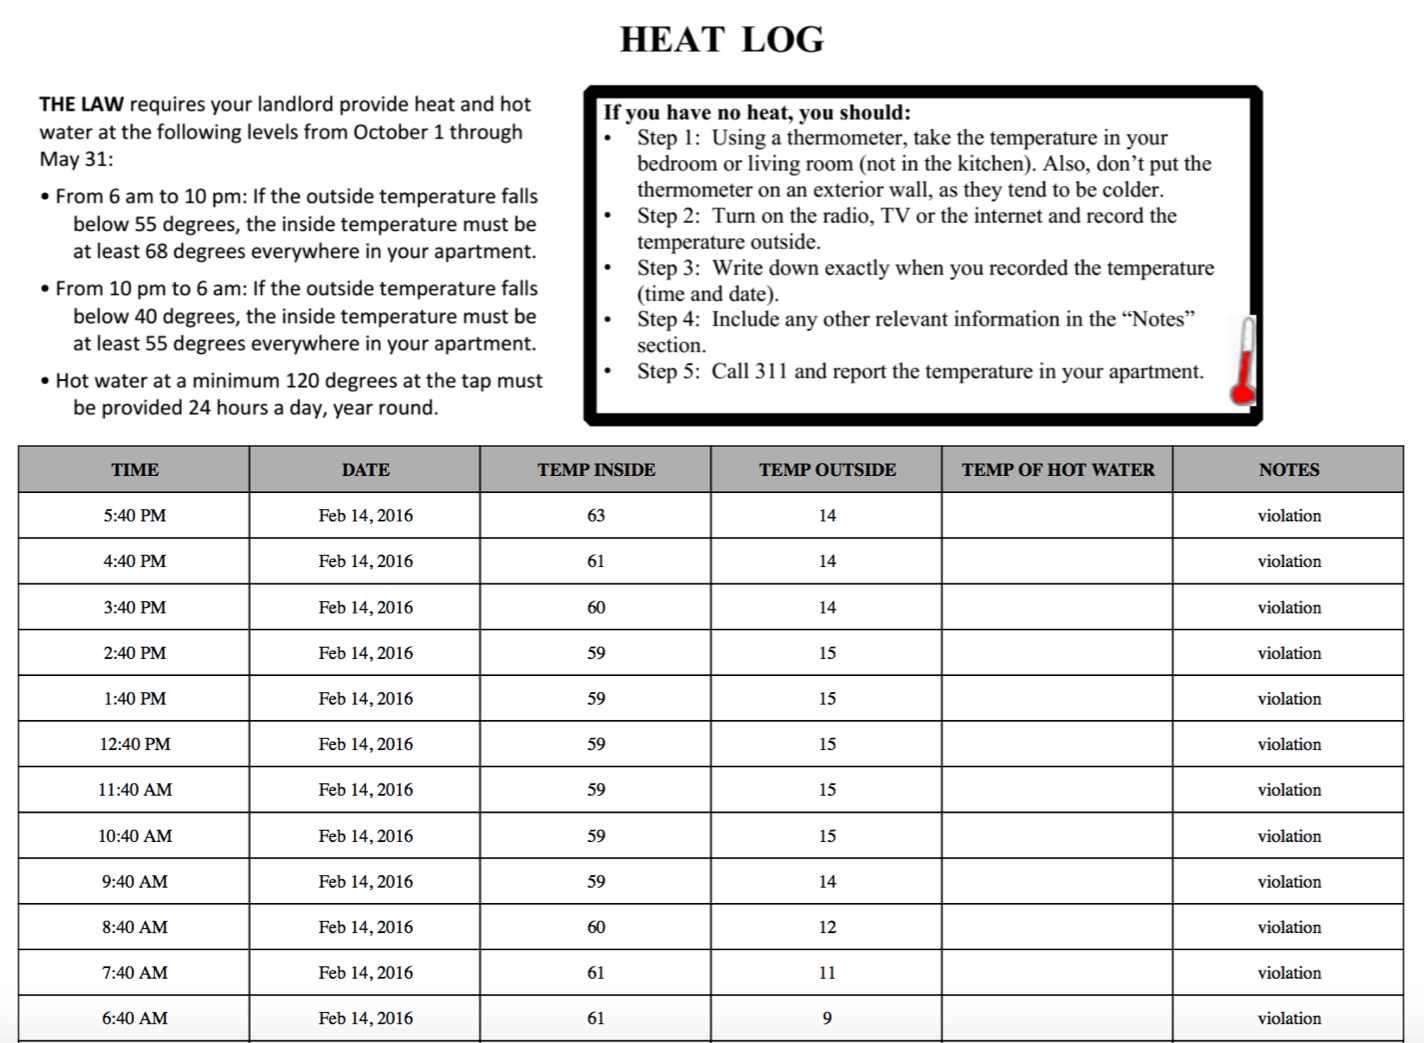 HEAT LOG
THE LAW requires your landlord provide heat and hot
water at the following levels from October 1 through
May 31:
• From 6 am to 10 pm: If the outside temperature falls
below 55 degrees, the inside temperature must be
at least 68 degrees everywhere in your apartment.
• From 10 pm to 6 am: If the outside temperature falls
below 40 degrees, the inside temperature must be
at least 55 degrees everywhere in your apartment.
• Hot water at a minimum 120 degrees at the tap must
be provided 24 hours a day, year round.
If you have no heat, you should:
• Step 1: Using a thermometer, take the temperature in your
bedroom or living room (not in the kitchen). Also, don’t put the
thermometer on an exterior wall, as they tend to be colder.
• Step 2: Turn on the radio, TV or the internet and record the
temperature outside.
• Step 3: Write down exactly when you recorded the temperature
(time and date).
• Step 4: Include any other relevant information in the “Notes”
section.
• Step 5: Call 311 and report the temperature in your apartment.
TIME DATE TEMP INSIDE TEMP OUTSIDE TEMP OF HOT WATER NOTES
5:40 PM Feb 14, 2016 63 14 violation
4:40 PM Feb 14, 2016 61 14 violation
3:40 PM Feb 14, 2016 60 14 violation
2:40 PM Feb 14, 2016 59 15 violation
1:40 PM Feb 14, 2016 59 15 violation
12:40 PM Feb 14, 2016 59 15 violation
11:40 AM Feb 14, 2016 59 15 violation
10:40 AM Feb 14, 2016 59 15 violation
9:40 AM Feb 14, 2016 59 14 violation
8:40 AM Feb 14, 2016 60 12 violation
7:40 AM Feb 14, 2016 61 11 violation
6:40 AM Feb 14, 2016 61 9 violation